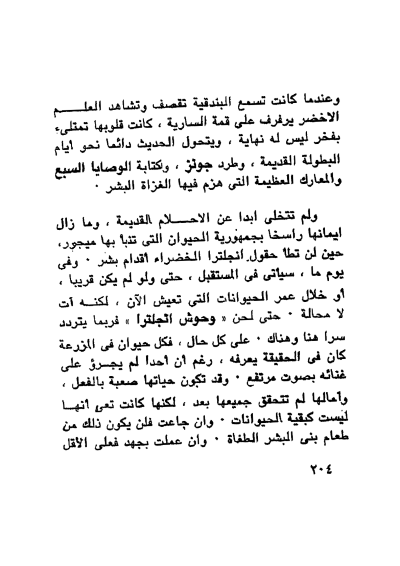 وعندما كانت تسمع البندقية تقصف وتشاهد العلـــم
الاخضر يرفرف على قمة السارية ، كانت قلوبها تمتلىء
بفخر ليس له نهاية ، ويتحول الحديث دائما نحو أيام
البطولة القديمة ، وطرد جونز ، وكتابة الوصايا السبع
والمعارك العظيمة التى هزم فيها الغزاة البشر ٠
ولم تتخلى ابدا عن الاحـــلام القديمة ، وما زال
ايمانها راسخا بجمهورية الحيوان التى تنبأ بها ميجور،
حين لن تطأ حقول انجلترا الخضراء أقدام بشر ٠ وفى
يوم ما ، سيأتى فى المستقبل ، حتى ولو لم يكن قريبا ،
أو خلال عمر الحيوانات التى تعيش الآن ، لكنـه آت
لا محالة ٠ حتى لحن « وحوش انجلترا » فربما يتردد
سرا هنا وهناك ٠ على كل حال ، فكل حيوان فى المزرعة
كان فى الحقيقة يعرفه ، رغم أن أحدا لم يجرؤ على
غنائه بصوت مرتفع ٠ وقد تكون حياتها صعبة بالفعل ،
وآمالها لم تتحقق جميعها بعد ، لكنها كانت تعى أنهـا
ليست كبقية الحيوانات ٠ وان جاعت فلن يكون ذلك من
طعام بنى البشر الطغاة ٠ وان عملت بجهد فعلى الأقل
٢٠٤